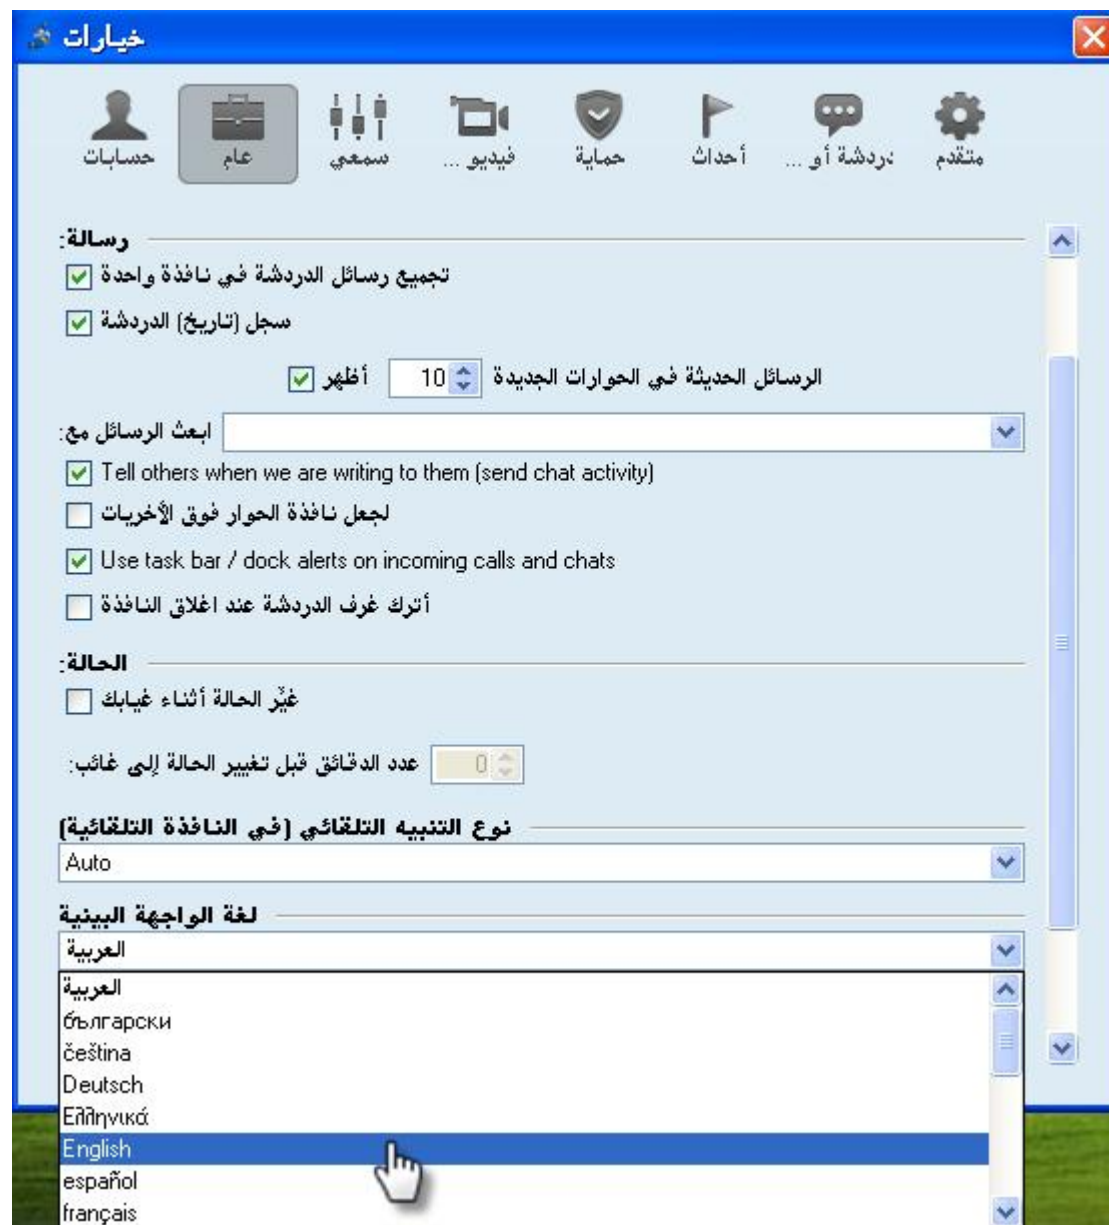 خيارات
حسابات
عام
سمعي
فيديو ...
حماية
أحداث
دردشة أو ...
متقدم
رسالة:
تجميع رسائل الدردشة في نافذة واحدة
سجل (تاريخ) الدردشة
أظهر 10 الرسائل الحديثة في الحوارات الجديدة
ابعث الرسائل مع:
Tell others when we are writing to them (send chat activity)
لجعل نافذة الحوار فوق الأخريات
Use task bar / dock alerts on incoming calls and chats
أترك غرف الدردشة عند اغلاق النافذة
الحالة:
غيِّر الحالة أثناء غيابك
عدد الدقائق قبل تغيير الحالة إلى غائب: 0
نوع التنبيه التلقائي (في النافذة التلقائية)
Auto
لغة الواجهة البينية
العربية
العربية
български
čeština
Deutsch
Ελληνικά
English
español
français